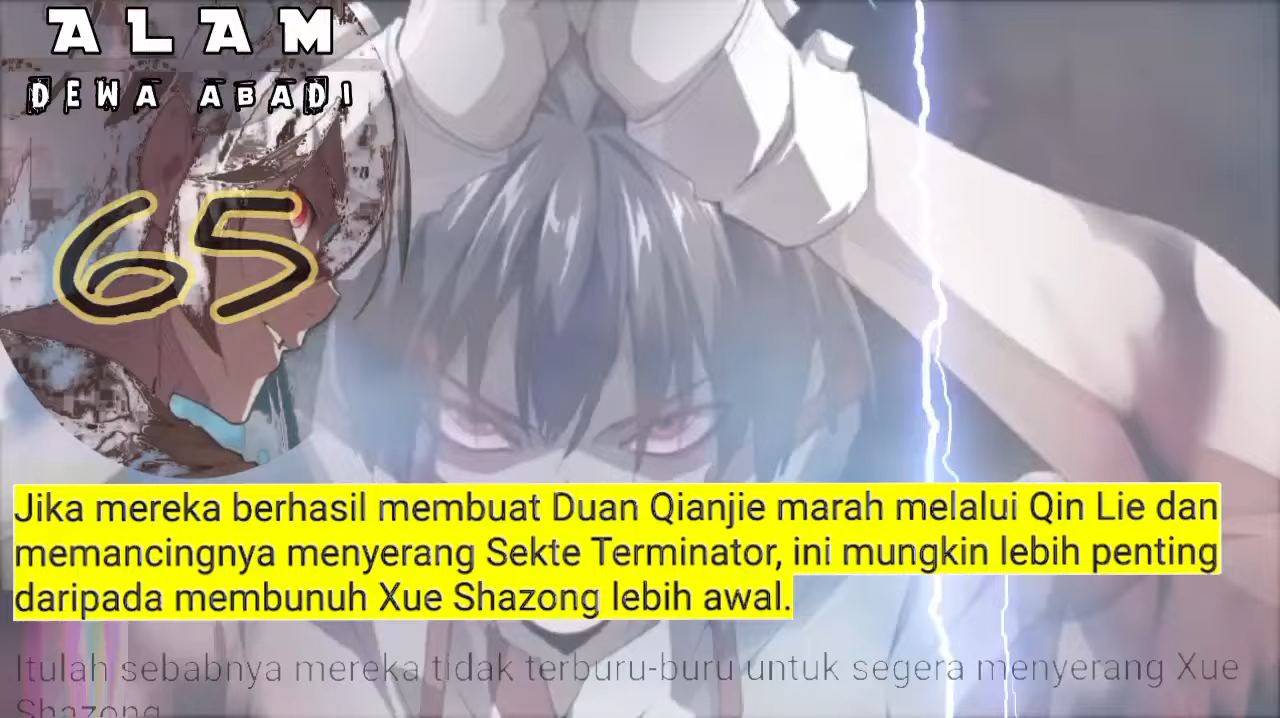 ALAM
DEWA ABADI
65
Jika mereka berhasil membuat Duan Qianjie marah melalui Qin Lie dan
memancingnya menyerang Sekte Terminator, ini mungkin lebih penting
daripada membunuh Xue Shazong lebih awal.
Itulah sebabnya mereka tidak terburu-buru untuk segera menyerang Xue
Shazong